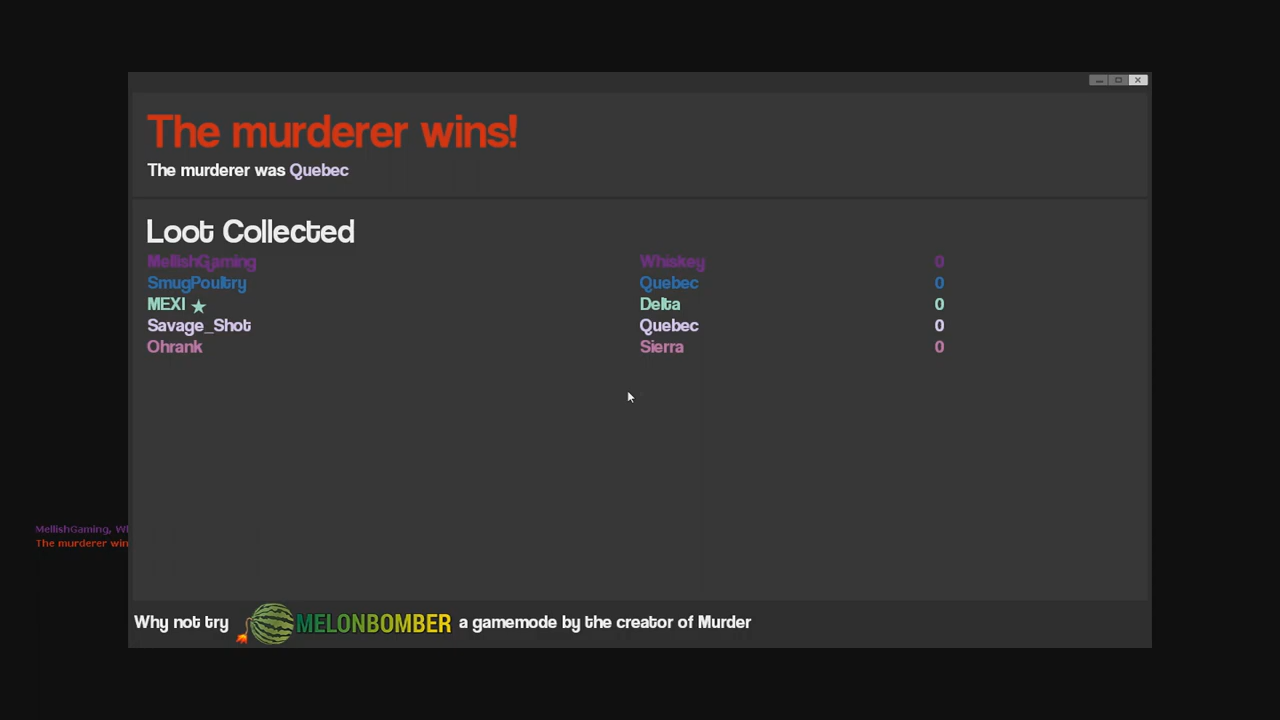 The murderer wins!
The murderer was Quebec
Loot Collected
MellishGaming Whiskey 0
SmugPoultry Quebec 0
MEXI ★ Delta 0
Savage_Shot Quebec 0
Ohrank Sierra 0
MellishGaming, Wh
The murderer win
Why not try MELONBOMBER a gamemode by the creator of Murder